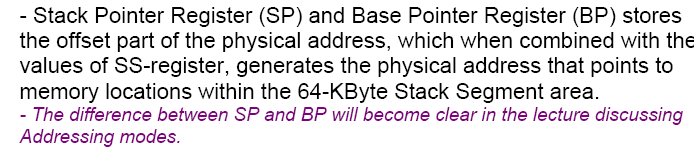 - Stack Pointer Register (SP) and Base Pointer Register (BP) stores
the offset part of the physical address, which when combined with the
values of SS-register, generates the physical address that points to
memory locations within the 64-KByte Stack Segment area.
- The difference between SP and BP will become clear in the lecture discussing
Addressing modes.